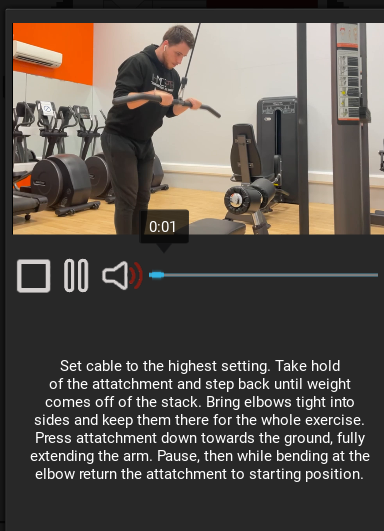 0:01
Set cable to the highest setting. Take hold
of the attatchment and step back until weight
comes off of the stack. Bring elbows tight into
sides and keep them there for the whole exercise.
Press attatchment down towards the ground, fully
extending the arm. Pause, then while bending at the
elbow return the attatchment to starting position.